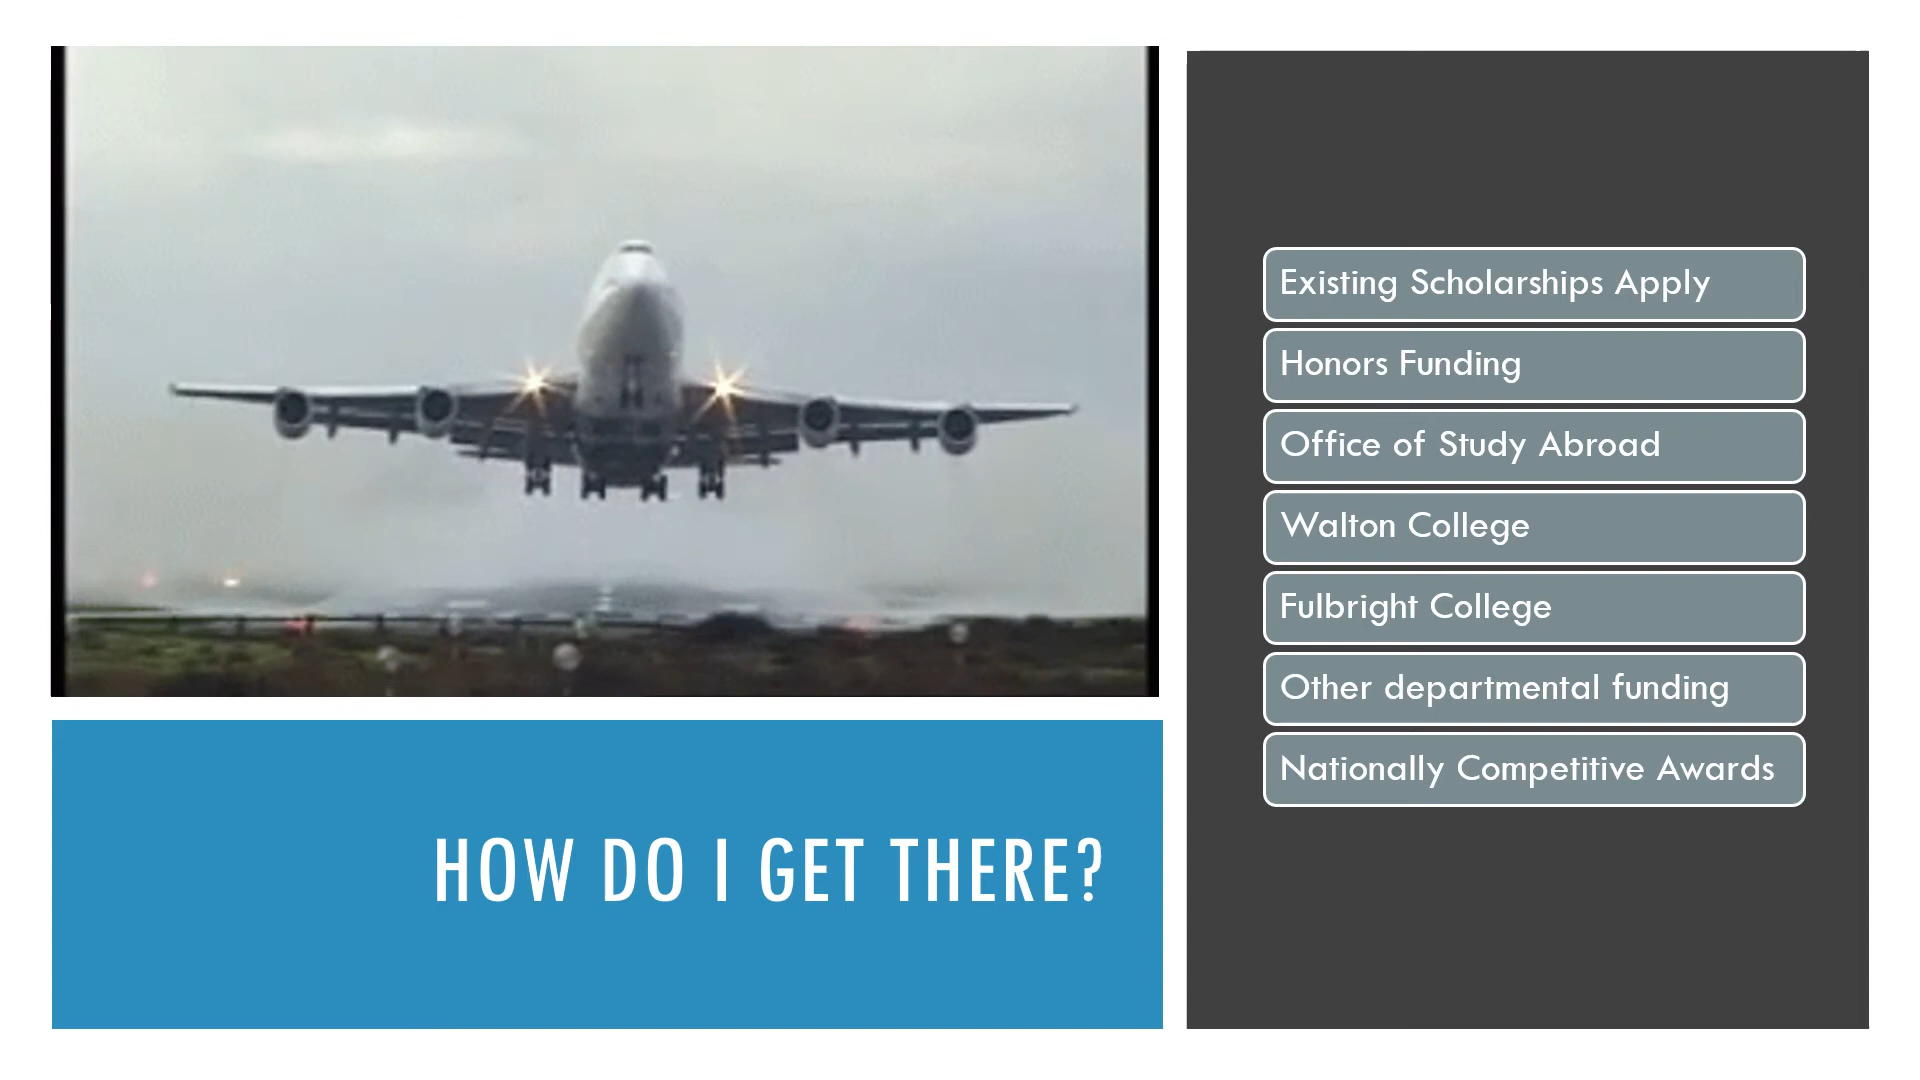 HOW DO I GET THERE?
Existing Scholarships Apply
Honors Funding
Office of Study Abroad
Walton College
Fulbright College
Other departmental funding
Nationally Competitive Awards